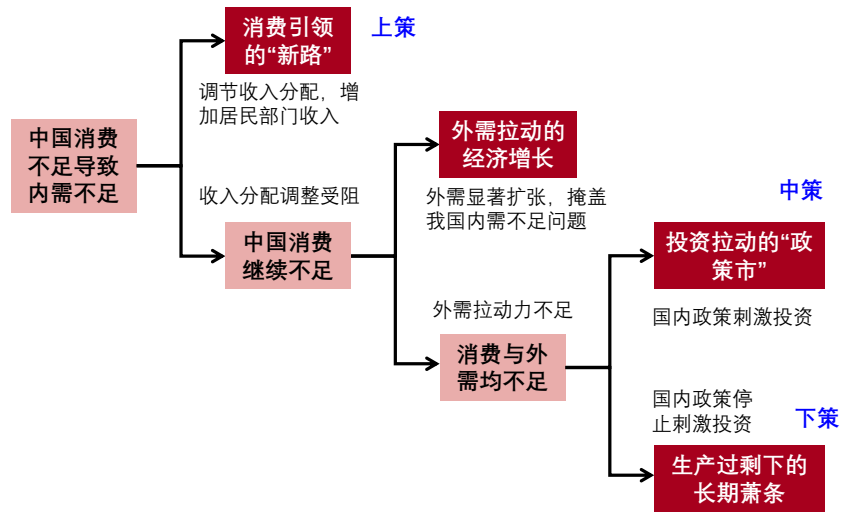 消费引领
的“新路”
上策
调节收入分配，增
加居民部门收入
中国消费
不足导致
内需不足
收入分配调整受阻
中国消费
继续不足
外需拉动的
经济增长
外需显著扩张，掩盖
我国内需不足问题
外需拉动力不足
消费与外
需均不足
中策
投资拉动的“政
策市”
国内政策刺激投资
国内政策停
止刺激投资
下策
生产过剩下的
长期萧条